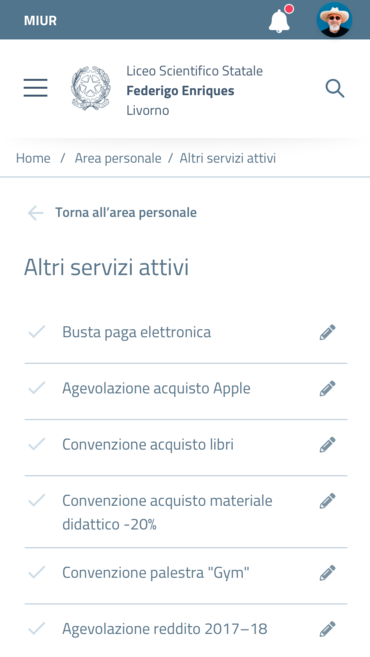 MIUR
Liceo Scientifico Statale
Federigo Enriques
Livorno
Home / Area personale / Altri servizi attivi
Torna all’area personale
Altri servizi attivi
Busta paga elettronica
Agevolazione acquisto Apple
Convenzione acquisto libri
Convenzione acquisto materiale
didattico -20%
Convenzione palestra "Gym"
Agevolazione reddito 2017–18